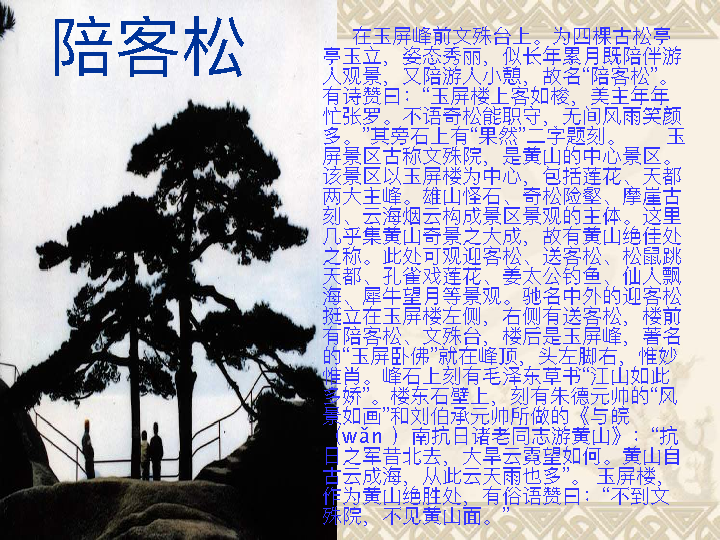 陪客松
在玉屏峰前文殊台上。为四棵古松亭
亭玉立，姿态秀丽，似长年累月既陪伴游
人观景，又陪游人小憩，故名“陪客松”。
有诗赞曰：“玉屏楼上客如梭，美主年年
忙张罗。不语奇松能职守，无间风雨笑颜
多。”其旁石上有“果然”二字题刻。 玉
屏景区古称文殊院，是黄山的中心景区。
该景区以玉屏楼为中心，包括莲花、天都
两大主峰。雄山怪石、奇松险壑、摩崖古
刻、云海烟云构成景区景观的主体。这里
几乎集黄山奇景之大成，故有黄山绝佳处
之称。此处可观迎客松、送客松、松鼠跳
天都、孔雀戏莲花、姜太公钓鱼、仙人飘
海、犀牛望月等景观。驰名中外的迎客松
挺立在玉屏楼左侧，右侧有送客松，楼前
有陪客松、文殊台，楼后是玉屏峰，著名
的“玉屏卧佛”就在峰顶，头左脚右，惟妙
惟肖。峰石上刻有毛泽东草书“江山如此
多娇”。楼东石壁上，刻有朱德元帅的“风
景如画”和刘伯承元帅所做的《与皖
（wǎn ） 南抗日诸老同志游黄山》：“抗
日之军昔北去，大旱云霓望如何。黄山自
古云成海，从此云天雨也多”。 玉屏楼，
作为黄山绝胜处，有俗语赞曰：“不到文
殊院，不见黄山面。”